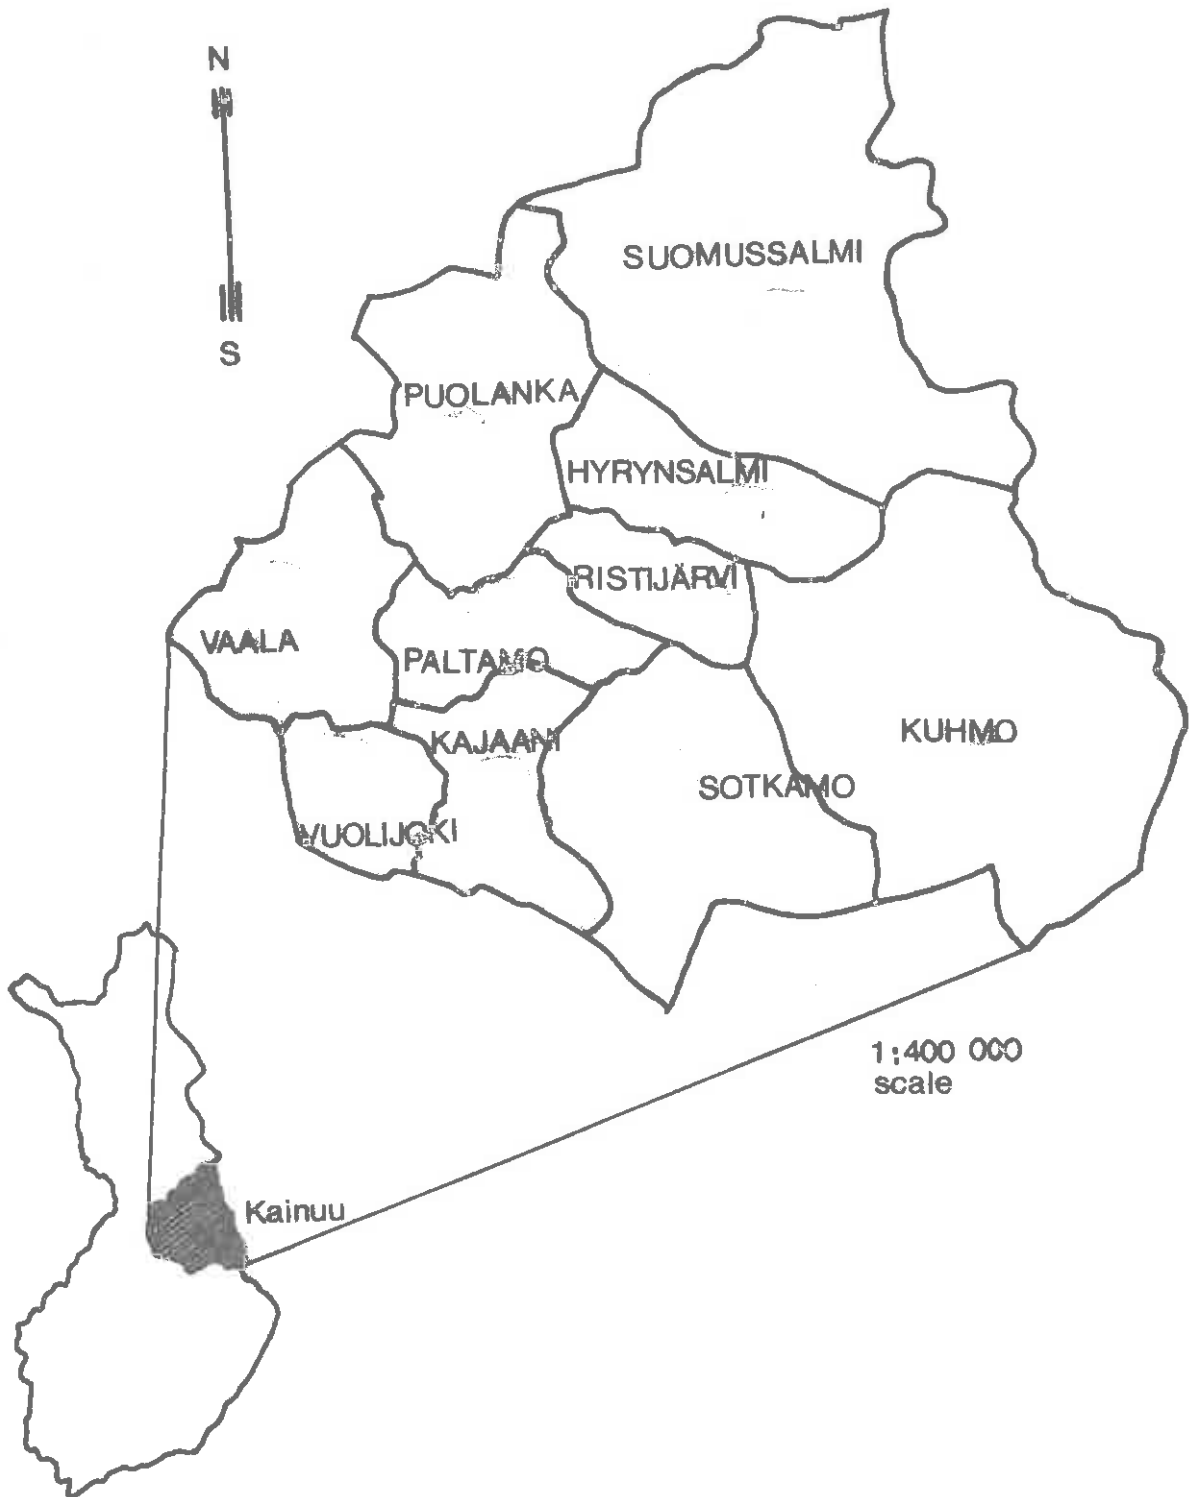 N
S
SUOMUSSALMI
PUOLANKA
HYRYNSALMI
RISTIJÄRVI
VAALA
PALTAMO
KUHMO
KAJAANI
SOTKAMO
VUOLIJOKI
1:400 000
scale
Kainuu